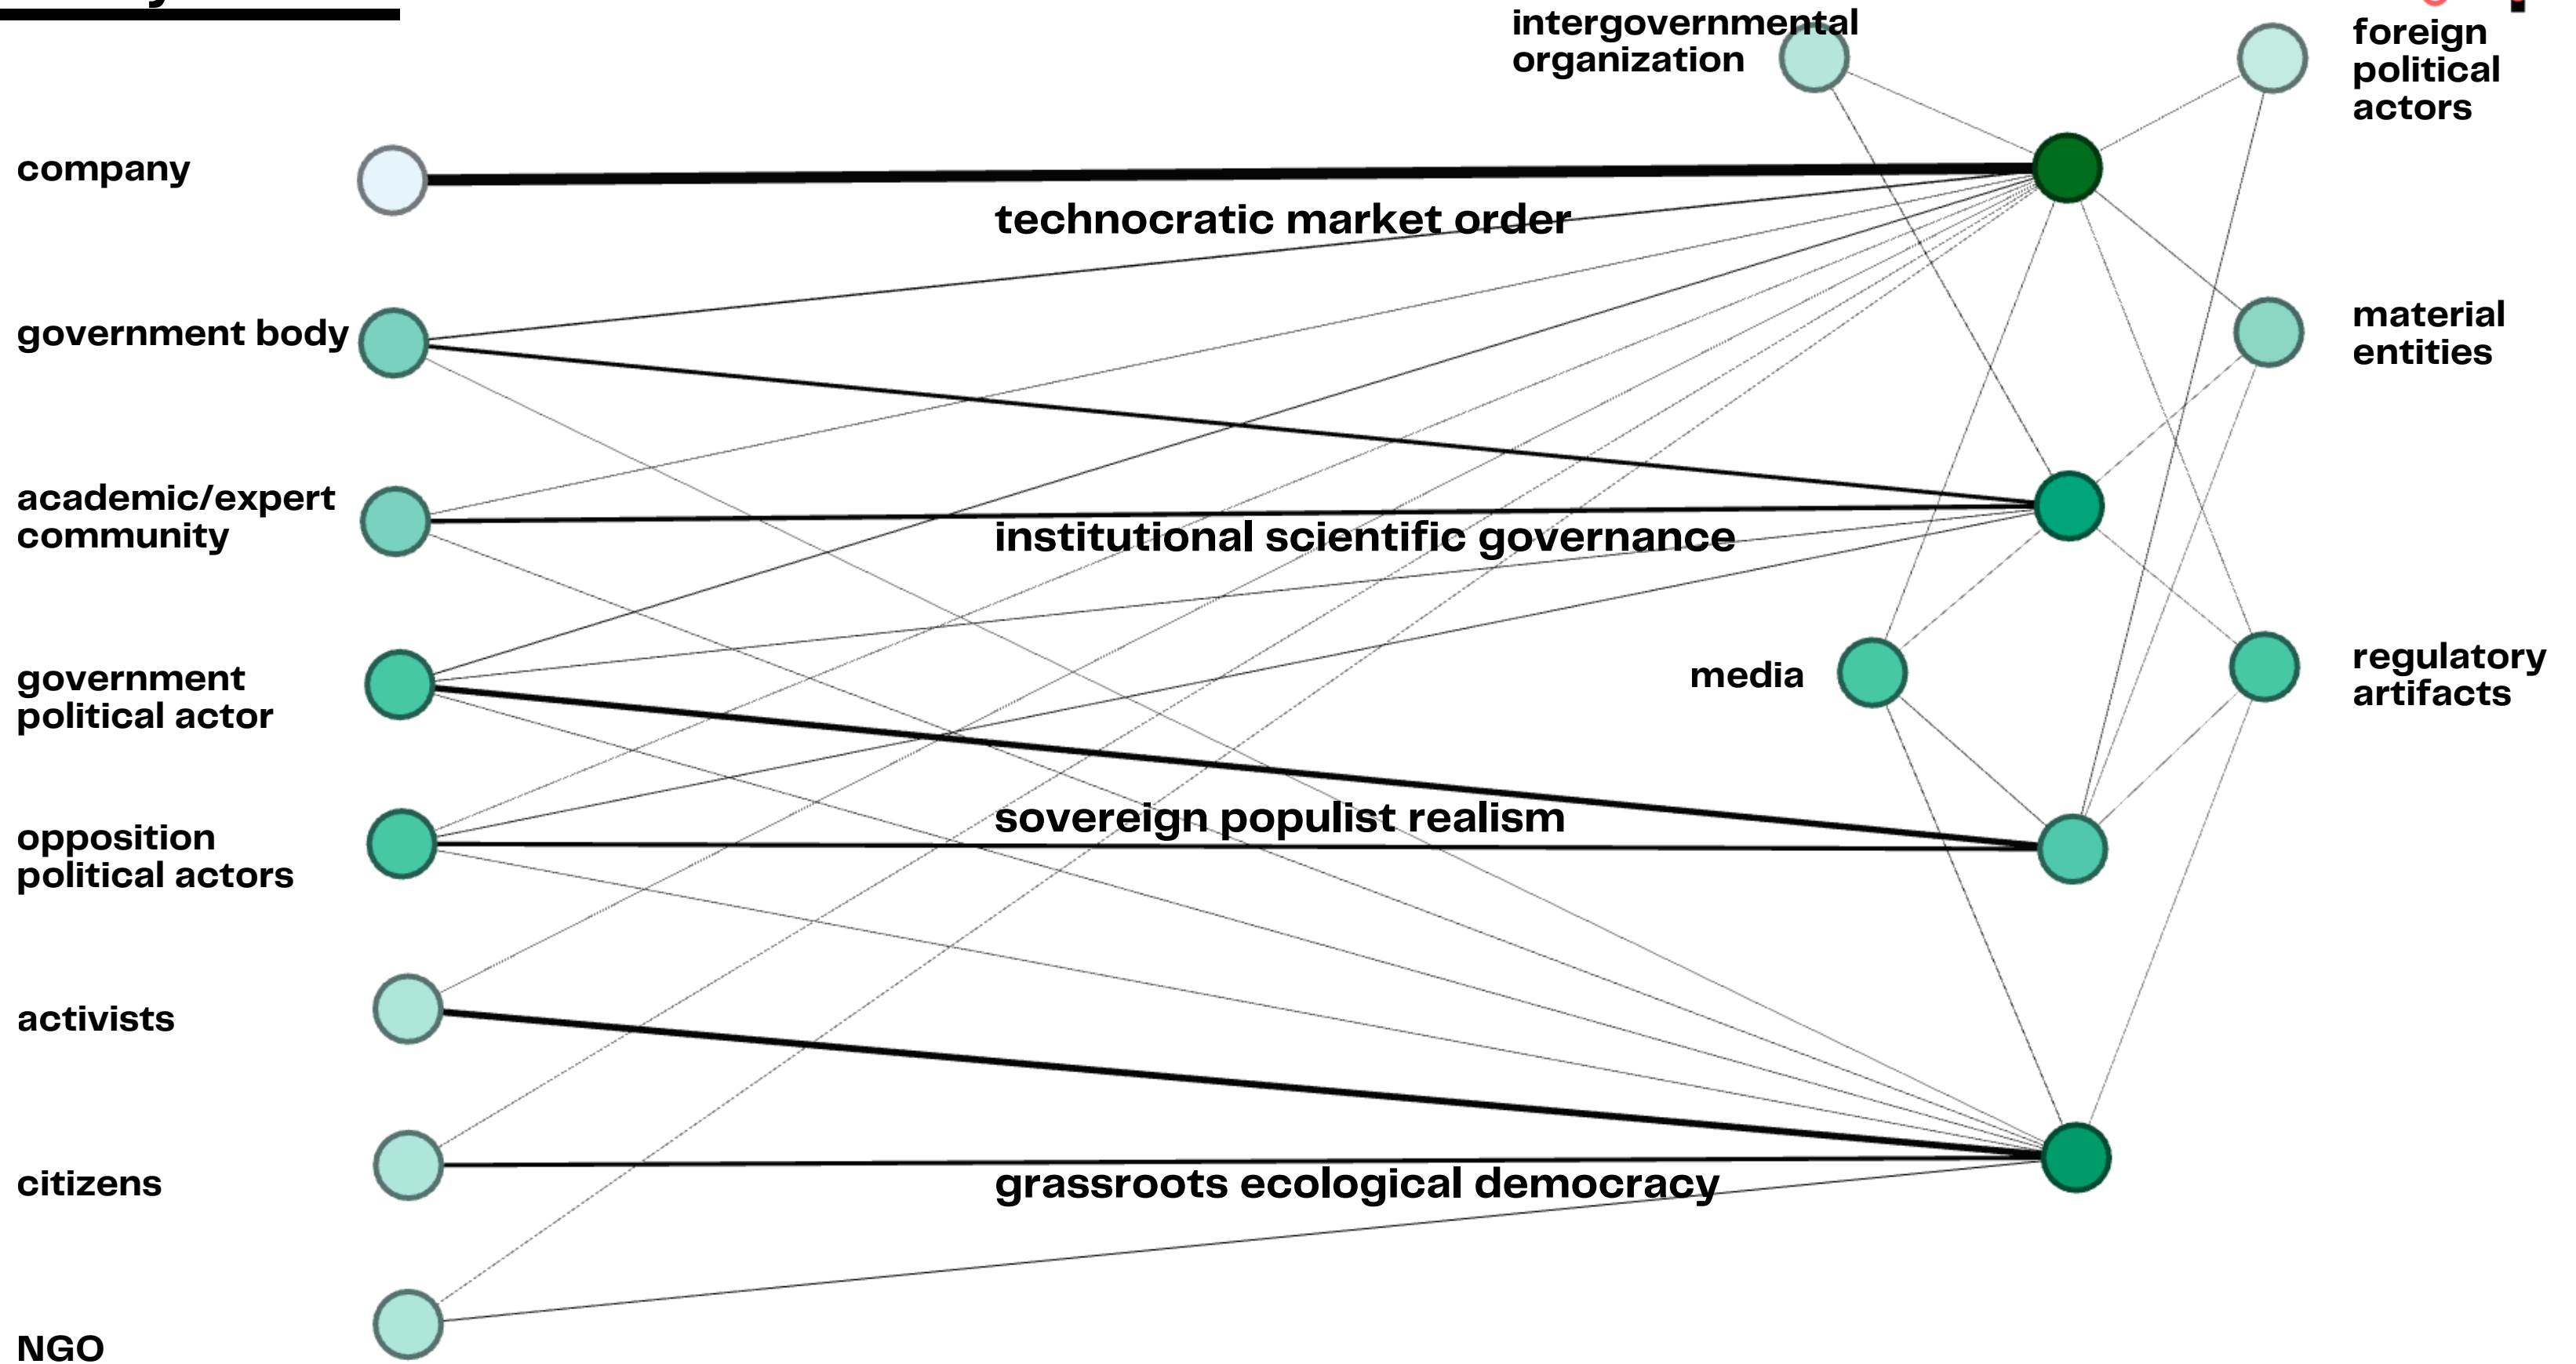 intergovernmental
organization
foreign
political
actors
company
technocratic market order
government body
material
entities
academic/expert
community
institutional scientific governance
government
political actor
media
regulatory
artifacts
opposition
political actors
sovereign populist realism
activists
citizens
grassroots ecological democracy
NGO